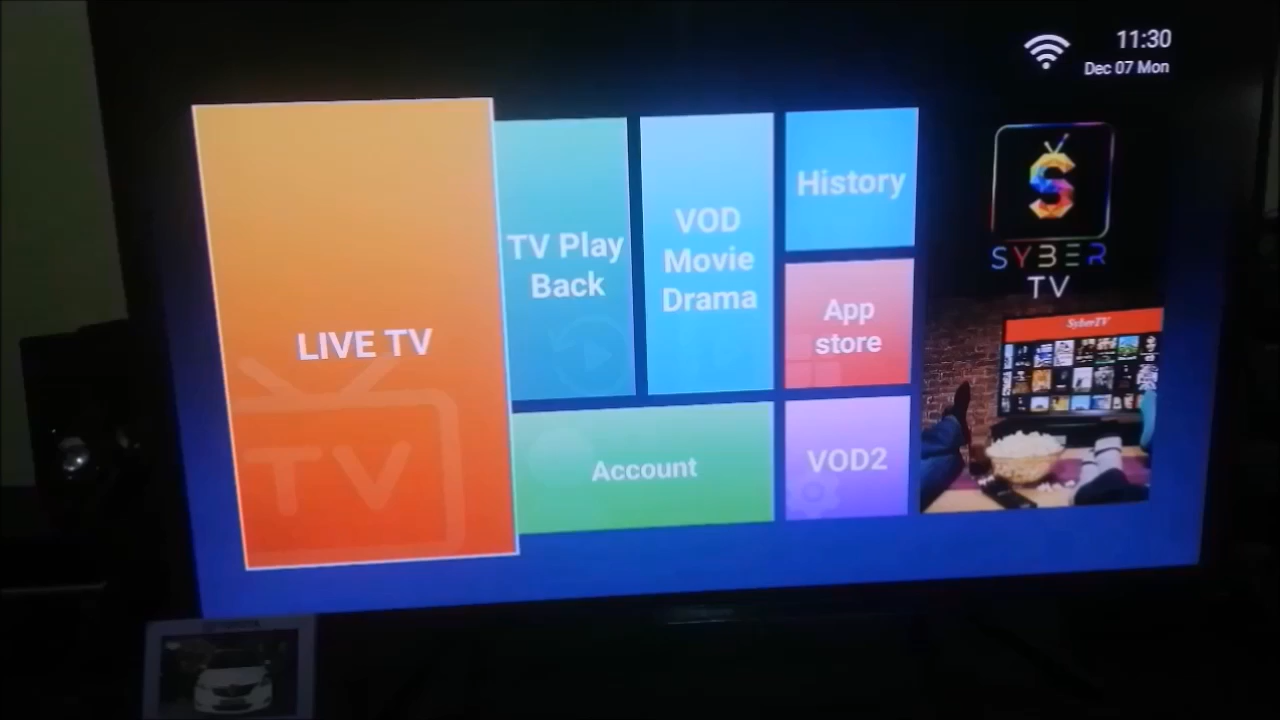 11:30
Dec 07 Mon
LIVE TV
TV
TV Play
Back
VOD
Movie
Drama
History
App
store
Account
VOD2
S
SYBER
TV
SyberTV